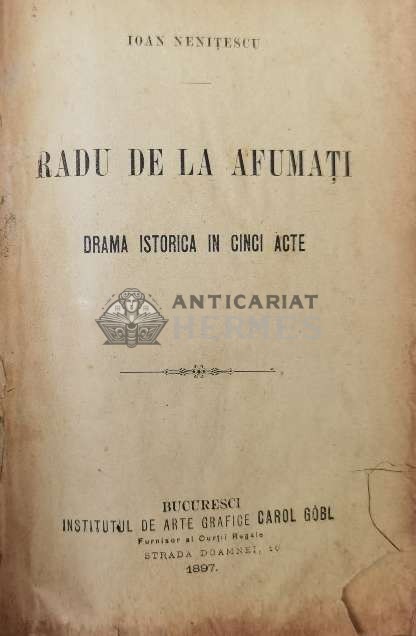 IOAN NENIȚESCU
RADU DE LA AFUMAȚI
DRAMA ISTORICA IN CINCI ACTE
ANTICARIAT
HERMES
BUCURESCI
INSTITUTUL DE ARTE GRAFICE CAROL GÖBL
Furnisor al Curții Regale
STRADA DOAMNEI, 16
1897.